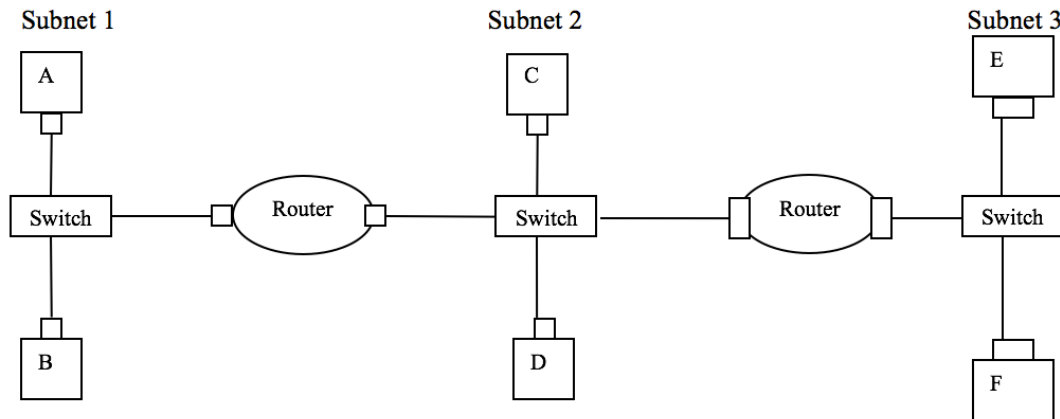 Subnet 1
Subnet 2
Subnet 3
A
C
E
Switch
Router
Switch
Router
Switch
B
D
F